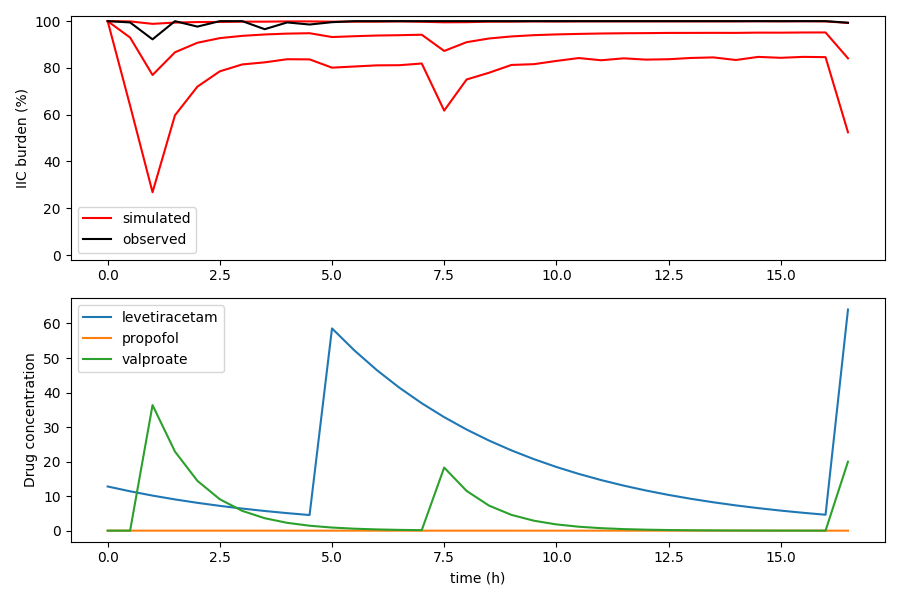 100
80
60
40
20
0
IIC burden (%)
simulated
observed
0.0 2.5 5.0 7.5 10.0 12.5 15.0
60
50
40
30
20
10
0
Drug concentration
levetiracetam
propofol
valproate
0.0 2.5 5.0 7.5 10.0 12.5 15.0
time (h)